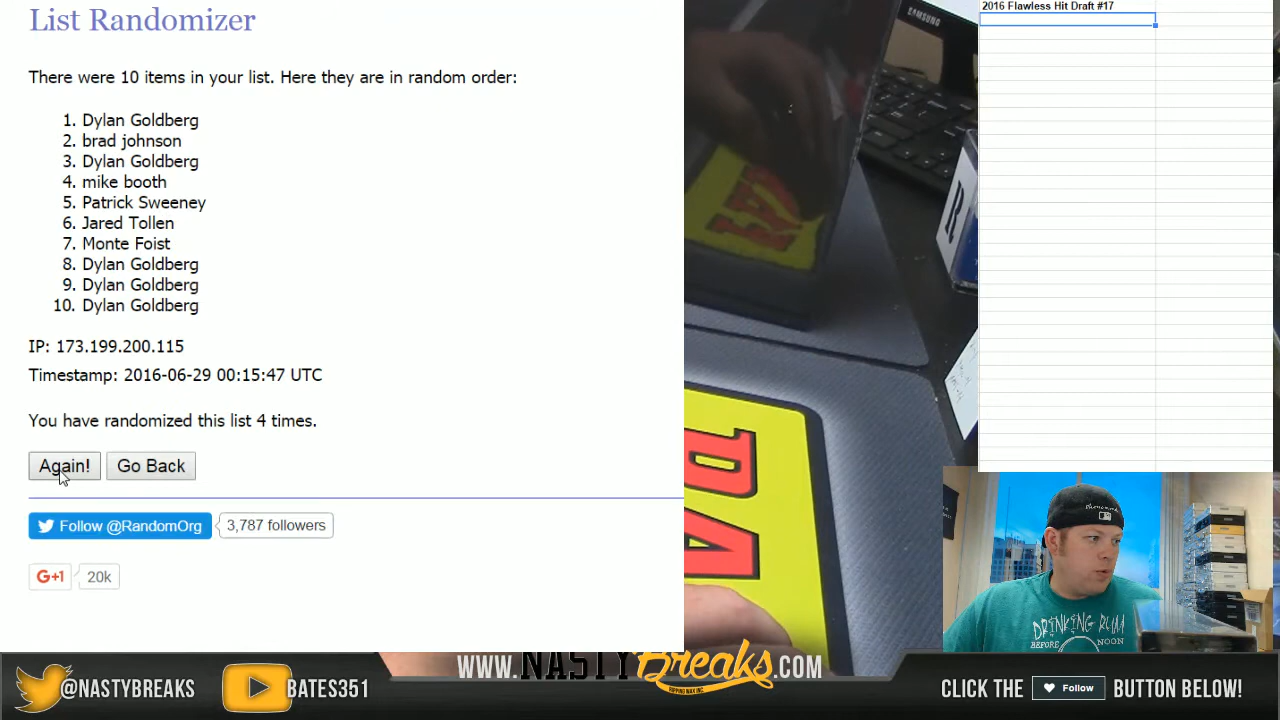 List Randomizer
2016 Flawless Hit Draft #17
SAMSUNG
There were 10 items in your list. Here they are in random order:
1. Dylan Goldberg
2. brad johnson
3. Dylan Goldberg
4. mike booth
5. Patrick Sweeney
6. Jared Tollen
7. Monte Foist
8. Dylan Goldberg
9. Dylan Goldberg
10. Dylan Goldberg
IP: 173.199.200.115
Timestamp: 2016-06-29 00:15:47 UTC
You have randomized this list 4 times.
Again! Go Back
Follow @RandomOrg 3,787 followers
G+1 20k
R
DRINKING RUM
BEFORE NOON
@NASTYBREAKS
BATES351
WWW.NASTYBreaks.COM
RIPPING WAX INC.
CLICK THE Follow BUTTON BELOW!